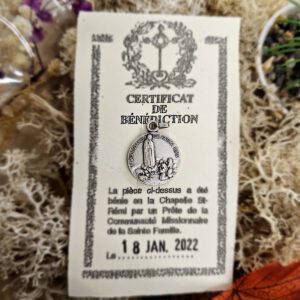 CERTIFICAT
DE
BÉNÉDICTION
La pièce ci-dessus a été
bénie en la Chapelle St-
Rémi par un Prêtre de la
Communauté Missionnaire
de la Sainte Famille.
Le 18 JAN. 2022